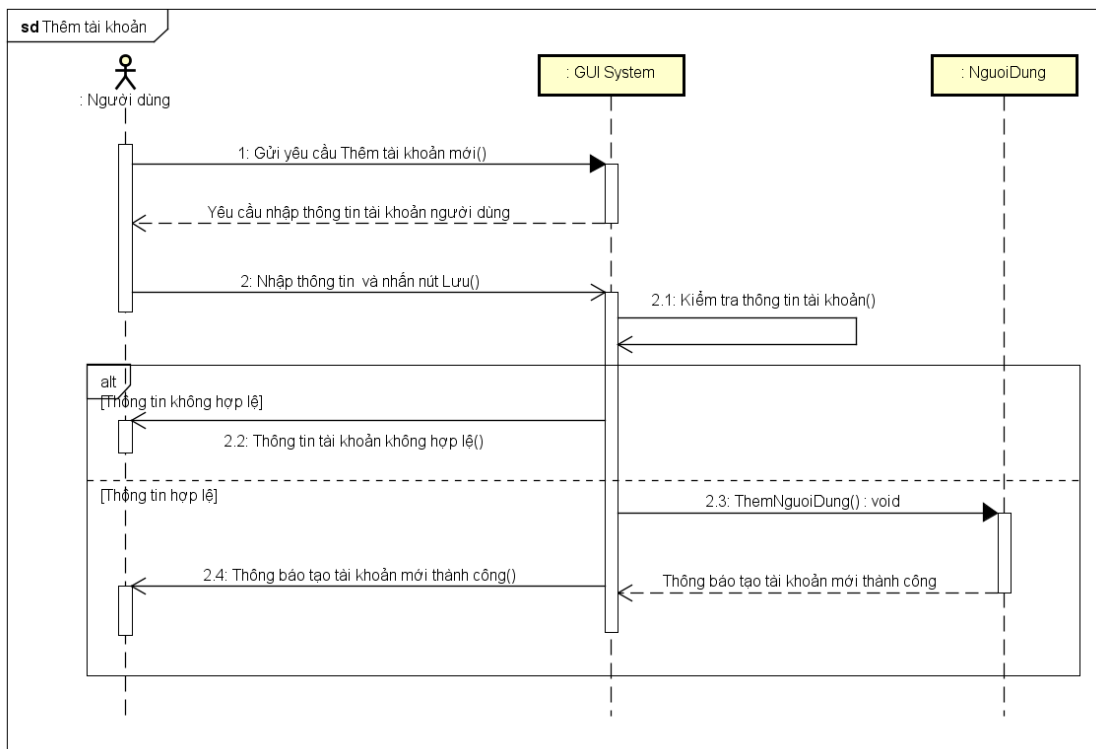 sd Thêm tài khoản
: Người dùng
: GUI System
: NguoiDung
1: Gửi yêu cầu Thêm tài khoản mới()
Yêu cầu nhập thông tin tài khoản người dùng
2: Nhập thông tin và nhấn nút Lưu()
2.1: Kiểm tra thông tin tài khoản()
alt
[Thông tin không hợp lệ]
2.2: Thông tin tài khoản không hợp lệ()
[Thông tin hợp lệ]
2.3: ThemNguoiDung() : void
2.4: Thông báo tạo tài khoản mới thành công()
Thông báo tạo tài khoản mới thành công